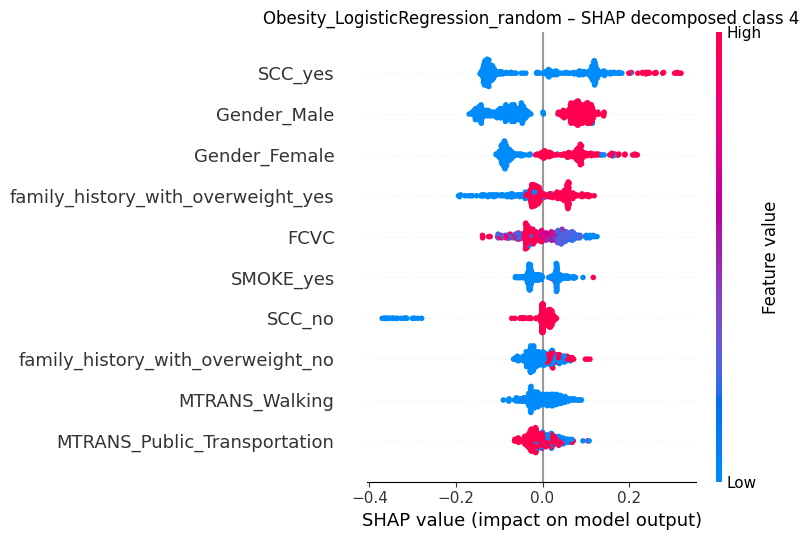 Obesity_LogisticRegression_random – SHAP decomposed class 4
High
SCC_yes
Gender_Male
Gender_Female
family_history_with_overweight_yes
FCVC
SMOKE_yes
SCC_no
family_history_with_overweight_no
MTRANS_Walking
MTRANS_Public_Transportation
Feature value
Low
−0.4 −0.2 0.0 0.2
SHAP value (impact on model output)